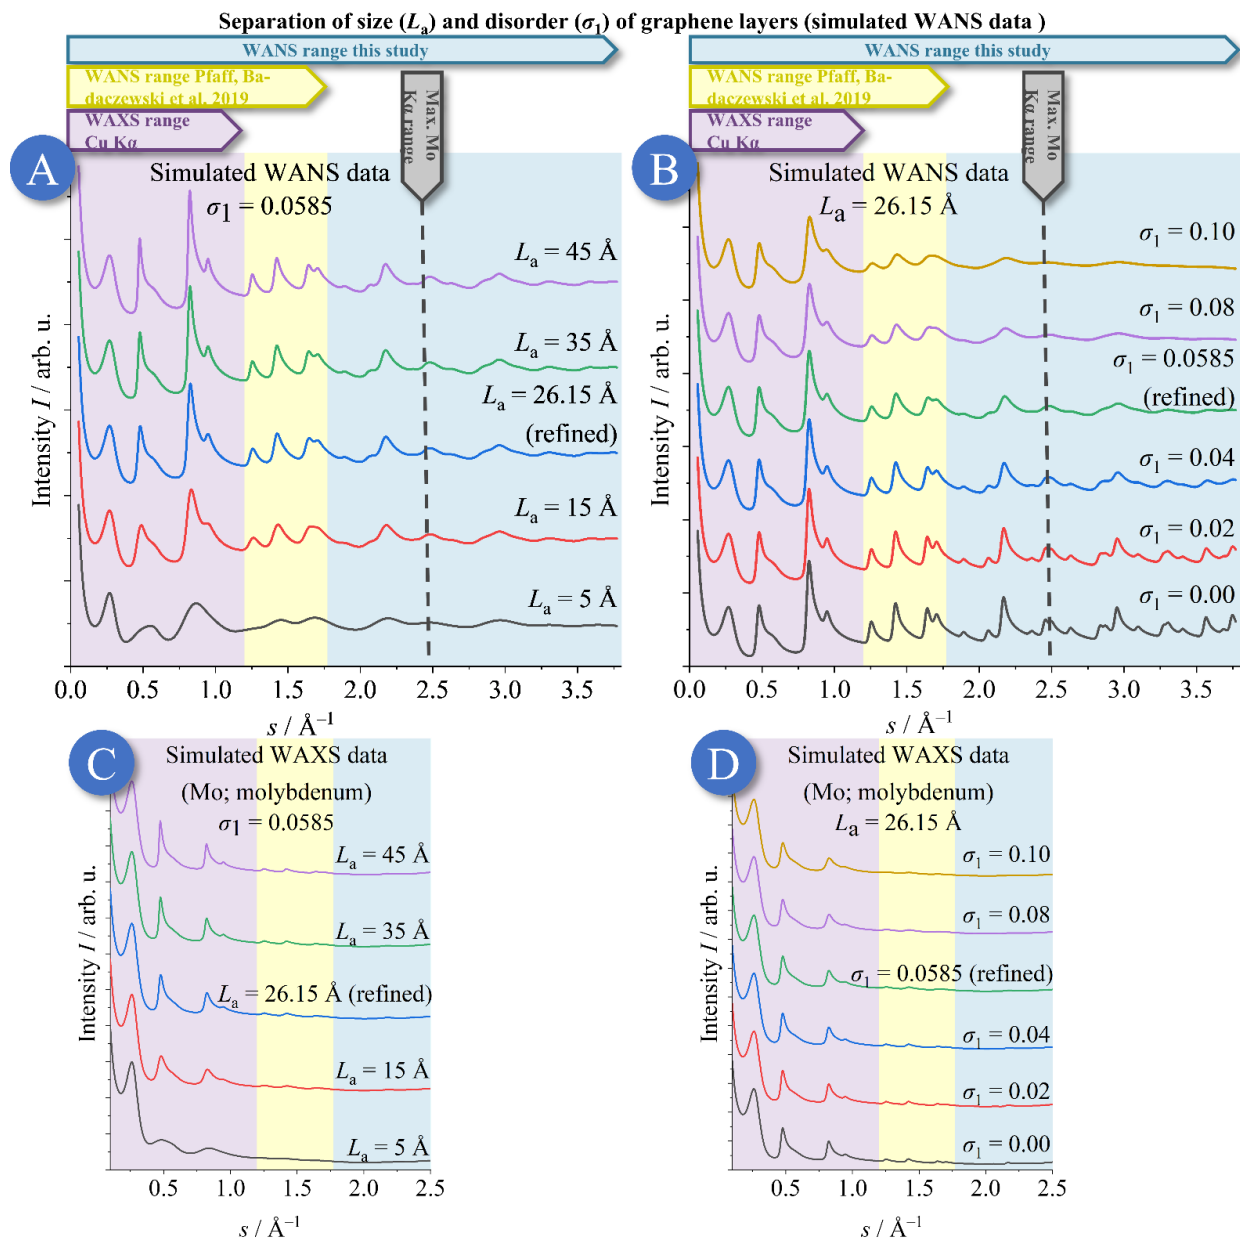 Separation of size (La) and disorder (σ1) of graphene layers (simulated WANS data )
WANS range this study
WANS range Pfaff, Ba-
daczewski et al. 2019
WAXS range
Cu Kα
Max. Mo
Kα range
A
Simulated WANS data
σ1 = 0.0585
La = 45 Å
La = 35 Å
La = 26.15 Å
(refined)
La = 15 Å
La = 5 Å
Intensity I / arb. u.
0.0 0.5 1.0 1.5 2.0 2.5 3.0 3.5
s / Å–1
WANS range this study
WANS range Pfaff, Ba-
daczewski et al. 2019
WAXS range
Cu Kα
Max. Mo
Kα range
B
Simulated WANS data
La = 26.15 Å
σ1 = 0.10
σ1 = 0.08
σ1 = 0.0585
(refined)
σ1 = 0.04
σ1 = 0.02
σ1 = 0.00
Intensity I / arb. u.
0.0 0.5 1.0 1.5 2.0 2.5 3.0 3.5
s / Å–1
C
Simulated WAXS data
(Mo; molybdenum)
σ1 = 0.0585
La = 45 Å
La = 35 Å
La = 26.15 Å (refined)
La = 15 Å
La = 5 Å
Intensity I / arb. u.
0.5 1.0 1.5 2.0 2.5
s / Å–1
D
Simulated WAXS data
(Mo; molybdenum)
La = 26.15 Å
σ1 = 0.10
σ1 = 0.08
σ1 = 0.0585 (refined)
σ1 = 0.04
σ1 = 0.02
σ1 = 0.00
Intensity I / arb. u.
0.5 1.0 1.5 2.0 2.5
s / Å–1